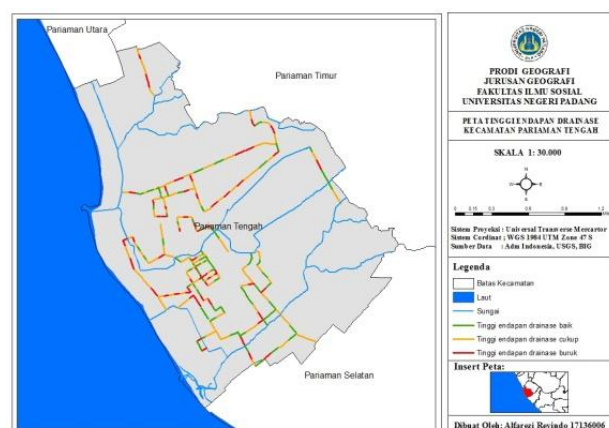 Pariaman Utara
Pariaman Timur
Pariaman Tengah
Pariaman Selatan
PRODI GEOGRAFI
JURUSAN GEOGRAFI
FAKULTAS ILMU SOSIAL
UNIVERSITAS NEGERI PADANG
PETA TINGGI ENDAPAN DRAINASE
KECAMATAN PARIAMAN TENGAH
SKALA 1: 30.000
Sistem Proyeksi : Universal Transverse Mercartor
Sistem Cordinat : WGS 1984 UTM Zone 47 S
Sumber Data : Adm Indonesia, USGS, BIG
Legenda
Batas Kecamatan
Laut
Sungai
Tinggi endapan drainase baik
Tinggi endapan drainase cukup
Tinggi endapan drainase buruk
Insert Peta:
Dibuat Oleh: Alfarezi Revindo 17136006